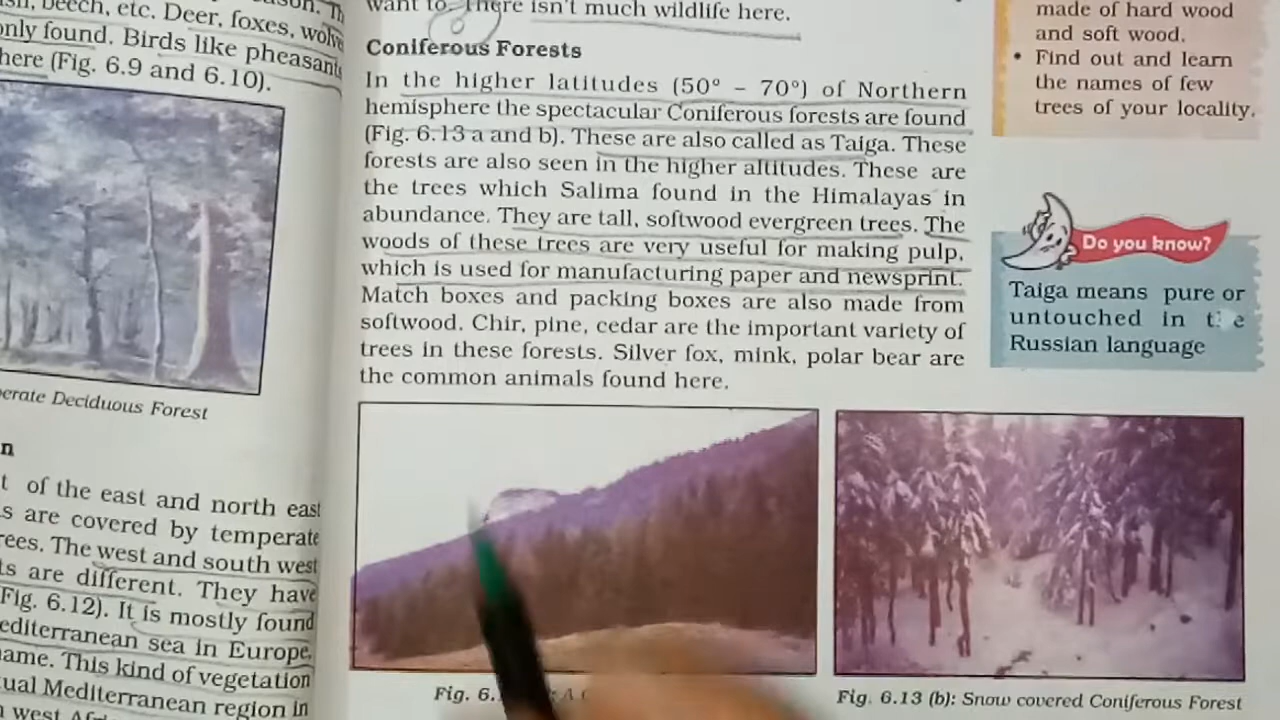 etc. Deer, foxes,
only found. Birds like pheasants
here (Fig. 6.9 and 6.10).
Deciduous Forest
t of the east and north east
s are covered by temperate
rees. The west and south west
ts are different. They have
Fig. 6.12). It is mostly found
editerranean sea in Europe,
ame. This kind of vegetation
tual Mediterranean region in
want to. There isn't much wildlife here.
Coniferous Forests
In the higher latitudes (50° – 70°) of Northern
hemisphere the spectacular Coniferous forests are found
(Fig. 6.13 a and b). These are also called as Taiga. These
forests are also seen in the higher altitudes. These are
the trees which Salima found in the Himalayas in
abundance. They are tall, softwood evergreen trees. The
woods of these trees are very useful for making pulp,
which is used for manufacturing paper and newsprint.
Match boxes and packing boxes are also made from
softwood. Chir, pine, cedar are the important variety of
trees in these forests. Silver fox, mink, polar bear are
the common animals found here.
Fig. 6.
Fig. 6.13 (b): Snow covered Coniferous Forest
made of hard wood
and soft wood.
• Find out and learn
the names of few
trees of your locality.
Do you know?
Taiga means pure or
untouched in the
Russian language